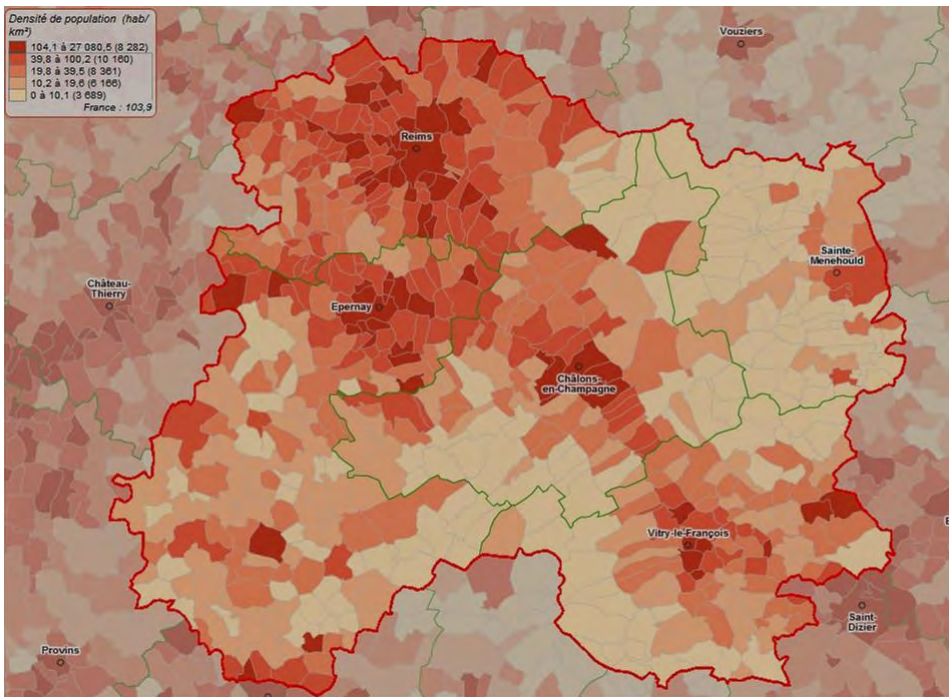 Densité de population (hab/
km²)
104,1 à 27 080,5 (8 282)
39,8 à 100,2 (10 160)
19,8 à 39,5 (8 361)
10,2 à 19,6 (6 166)
0 à 10,1 (3 689)
France : 103,9
Vouziers
Reims
Sainte-
Menehould
Château-
Thierry
Epernay
Châlons-
en-Champagne
Vitry-le-François
Saint-
Dizier
Provins